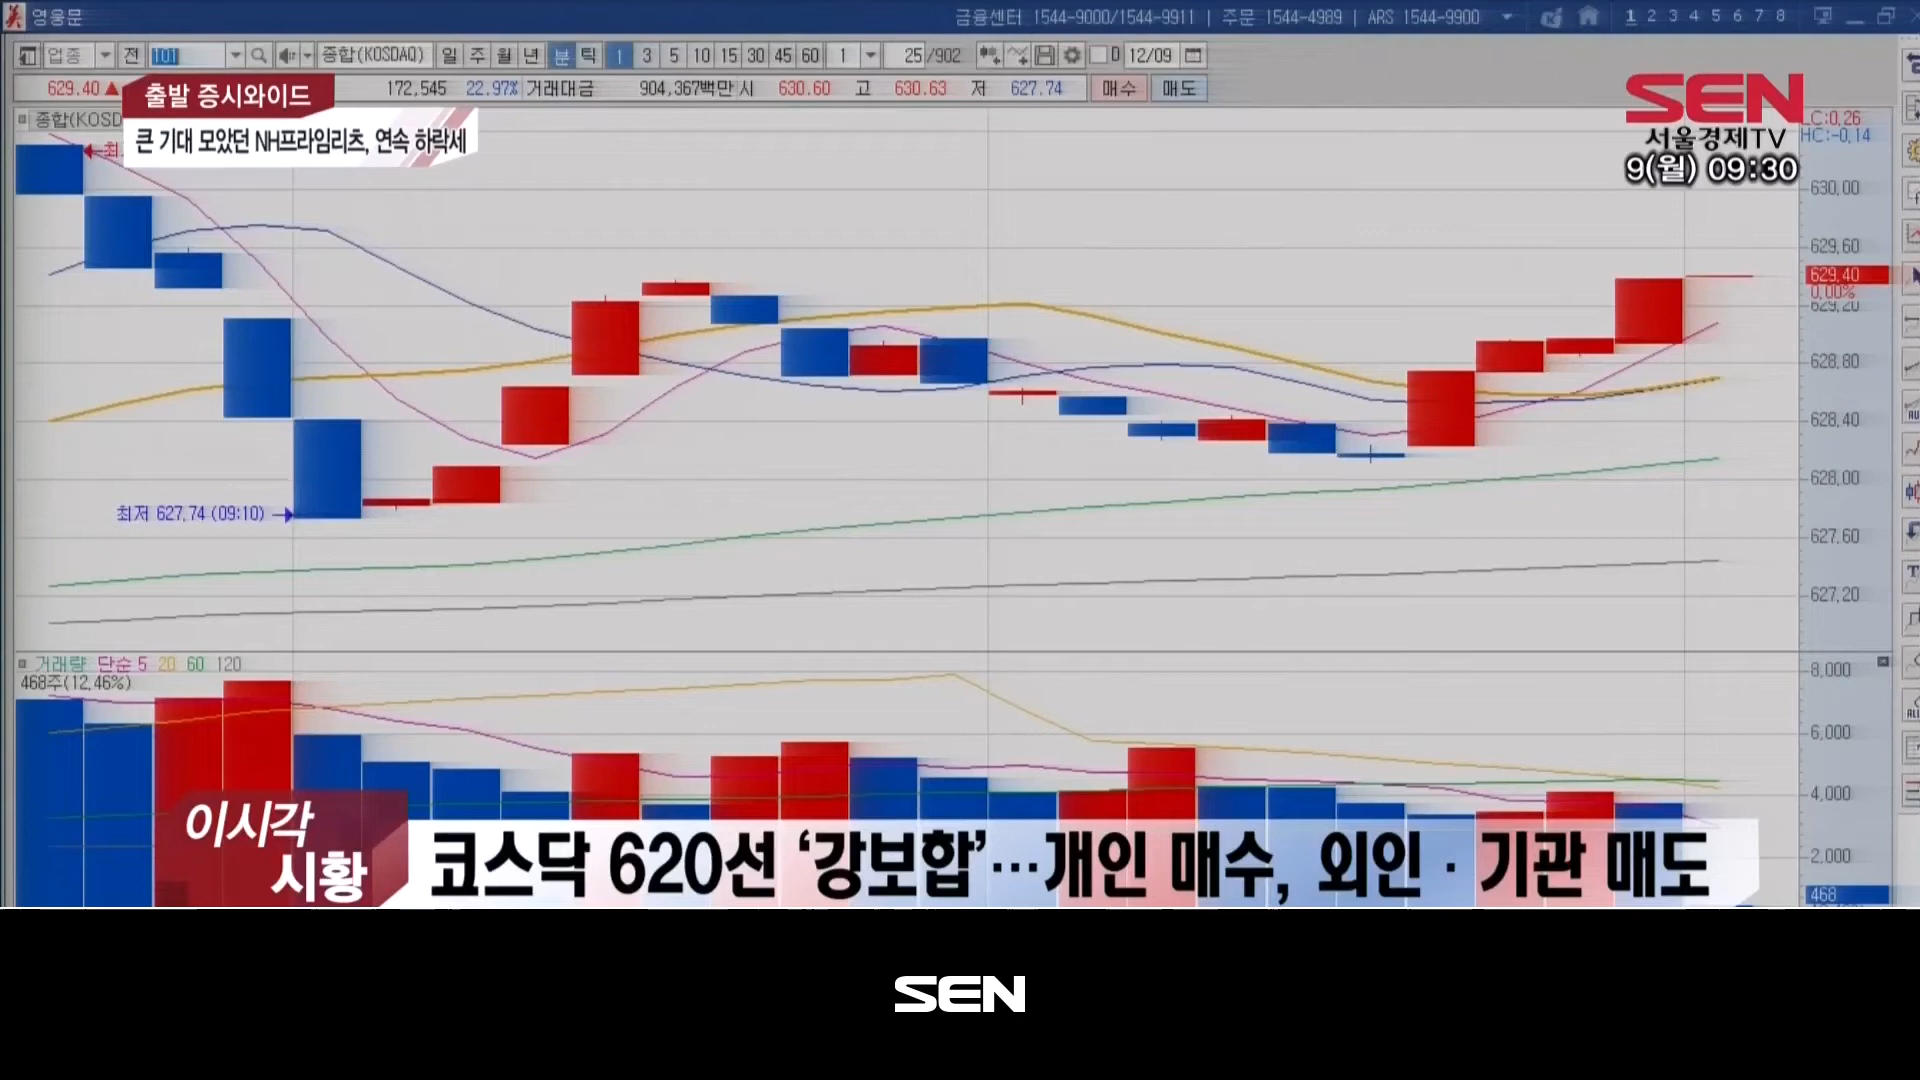 영웅문 금융센터 1544-9000/1544-9911 | 주문 1544-4989 | ARS 1544-9900 1 2 3 4 5 6 7 8
업종 전 101 종합(KOSDAQ) 일 주 월 년 분 틱 1 3 5 10 15 30 45 60 1 25/902 D 12/09
629.40▲ 172,545 22.97% 거래대금 904,367백만 시 630.60 고 630.63 저 627.74 매수 매도
출발 증시와이드
큰 기대 모았던 NH프라임리츠, 연속 하락세
종합(KOSD
SEN
서울경제TV
9(월) 09:30
LC:0.26
HC:-0.14
630.00
629.60
629.40
0.00%
629.20
628.80
628.40
628.00
627.60
627.20
최저 627.74 (09:10)
거래량 단순 5 20 60 120
468주(12.46%)
8,000
6,000
4,000
2,000
468
이시각
시황
코스닥 620선 ‘강보합’…개인 매수, 외인·기관 매도
SEN